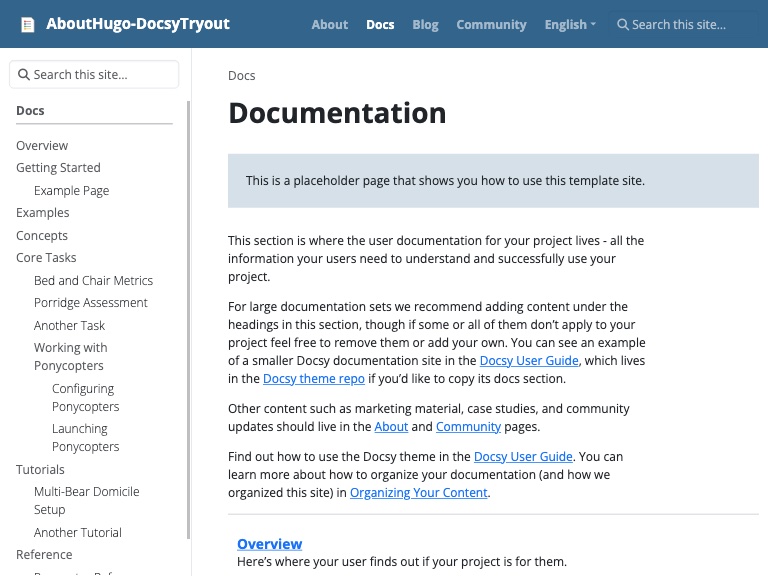 AboutHugo-DocsyTryout
About
Docs
Blog
Community
English
Search this site…
Search this site…
Docs
Overview
Getting Started
Example Page
Examples
Concepts
Core Tasks
Bed and Chair Metrics
Porridge Assessment
Another Task
Working with
Ponycopters
Configuring
Ponycopters
Launching
Ponycopters
Tutorials
Multi-Bear Domicile
Setup
Another Tutorial
Reference
Docs
Documentation
This is a placeholder page that shows you how to use this template site.
This section is where the user documentation for your project lives - all the
information your users need to understand and successfully use your
project.
For large documentation sets we recommend adding content under the
headings in this section, though if some or all of them don’t apply to your
project feel free to remove them or add your own. You can see an example
of a smaller Docsy documentation site in the Docsy User Guide, which lives
in the Docsy theme repo if you’d like to copy its docs section.
Other content such as marketing material, case studies, and community
updates should live in the About and Community pages.
Find out how to use the Docsy theme in the Docsy User Guide. You can
learn more about how to organize your documentation (and how we
organized this site) in Organizing Your Content.
Overview
Here’s where your user finds out if your project is for them.